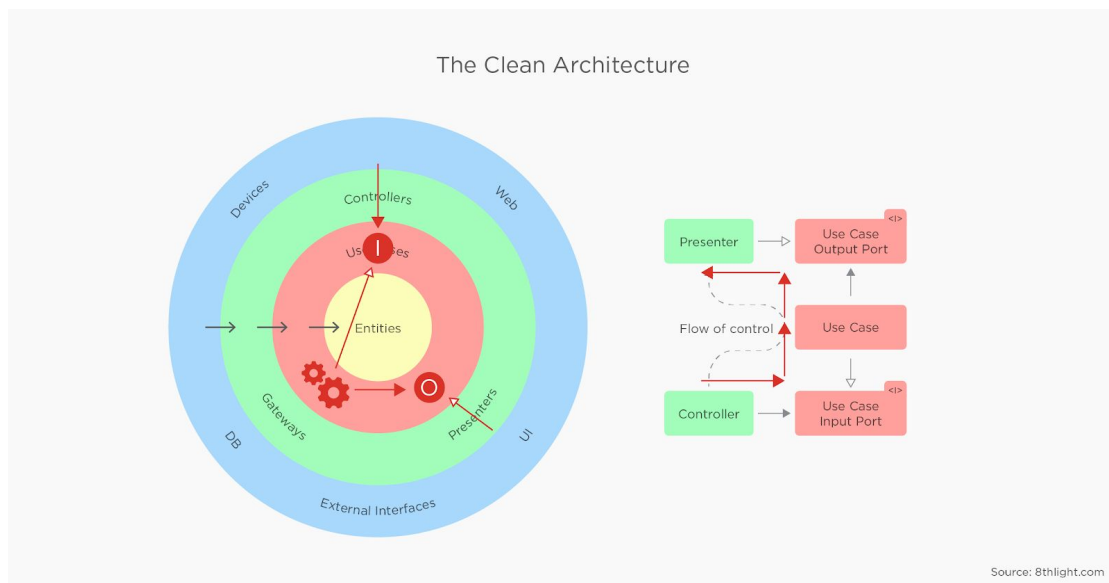 The Clean Architecture
Devices
Web
Controllers
I
Entities
O
Gateways
Presenters
DB
UI
External Interfaces
<I>
Presenter
Use Case
Output Port
Flow of control
Use Case
<I>
Controller
Use Case
Input Port
Source: 8thlight.com